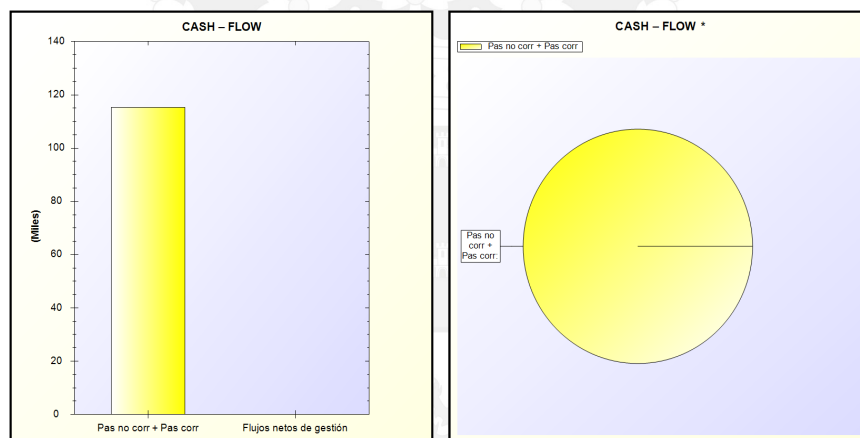 CASH – FLOW
140
120
100
80
60
40
20
0
(Miles)
Pas no corr + Pas corr
Flujos netos de gestión
CASH – FLOW *
Pas no corr + Pas corr
Pas no
corr +
Pas corr: